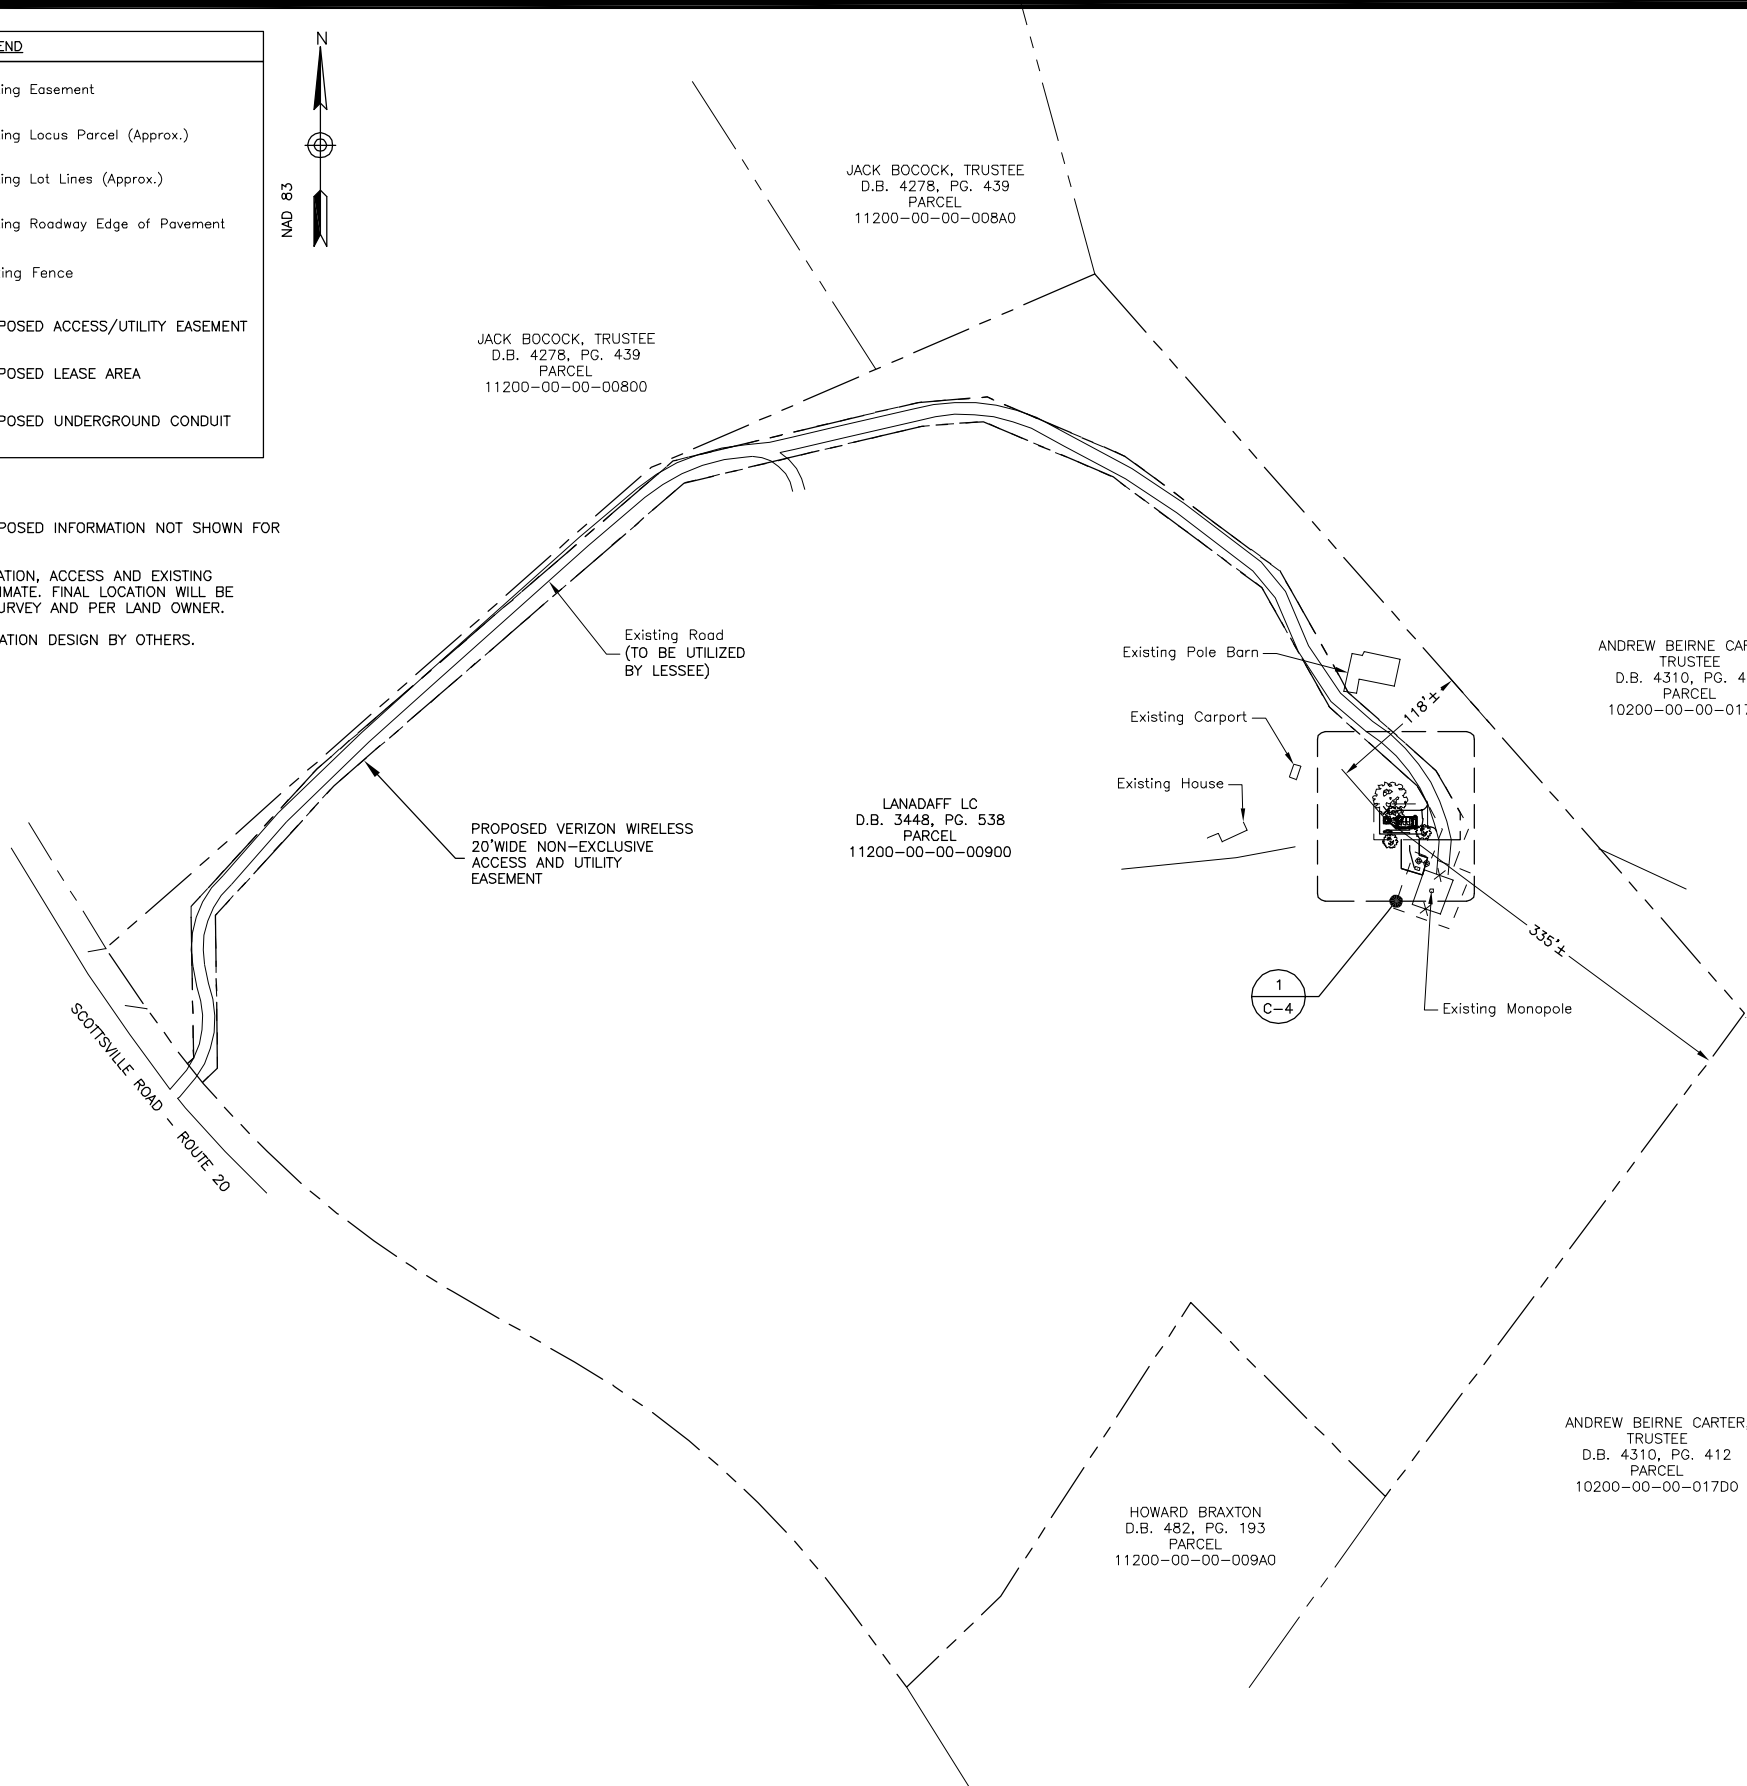 END
ing Easement
ing Locus Parcel (Approx.)
ing Lot Lines (Approx.)
ing Roadway Edge of Pavement
ing Fence
POSED ACCESS/UTILITY EASEMENT
POSED LEASE AREA
POSED UNDERGROUND CONDUIT
POSED INFORMATION NOT SHOWN FOR
ATION, ACCESS AND EXISTING
IMATE. FINAL LOCATION WILL BE
URVEY AND PER LAND OWNER.
ATION DESIGN BY OTHERS.
N
NAD 83
JACK BOCOCK, TRUSTEE
D.B. 4278, PG. 439
PARCEL
11200-00-00-008A0
JACK BOCOCK, TRUSTEE
D.B. 4278, PG. 439
PARCEL
11200-00-00-00800
Existing Road
(TO BE UTILIZED
BY LESSEE)
Existing Pole Barn
118'±
Existing Carport
Existing House
ANDREW BEIRNE CAR
TRUSTEE
D.B. 4310, PG. 4
PARCEL
10200-00-00-017
PROPOSED VERIZON WIRELESS
20'WIDE NON-EXCLUSIVE
ACCESS AND UTILITY
EASEMENT
LANADAFF LC
D.B. 3448, PG. 538
PARCEL
11200-00-00-00900
335'±
1
C-4
Existing Monopole
SCOTTSVILLE ROAD - ROUTE 20
ANDREW BEIRNE CARTER,
TRUSTEE
D.B. 4310, PG. 412
PARCEL
10200-00-00-017D0
HOWARD BRAXTON
D.B. 482, PG. 193
PARCEL
11200-00-00-009A0